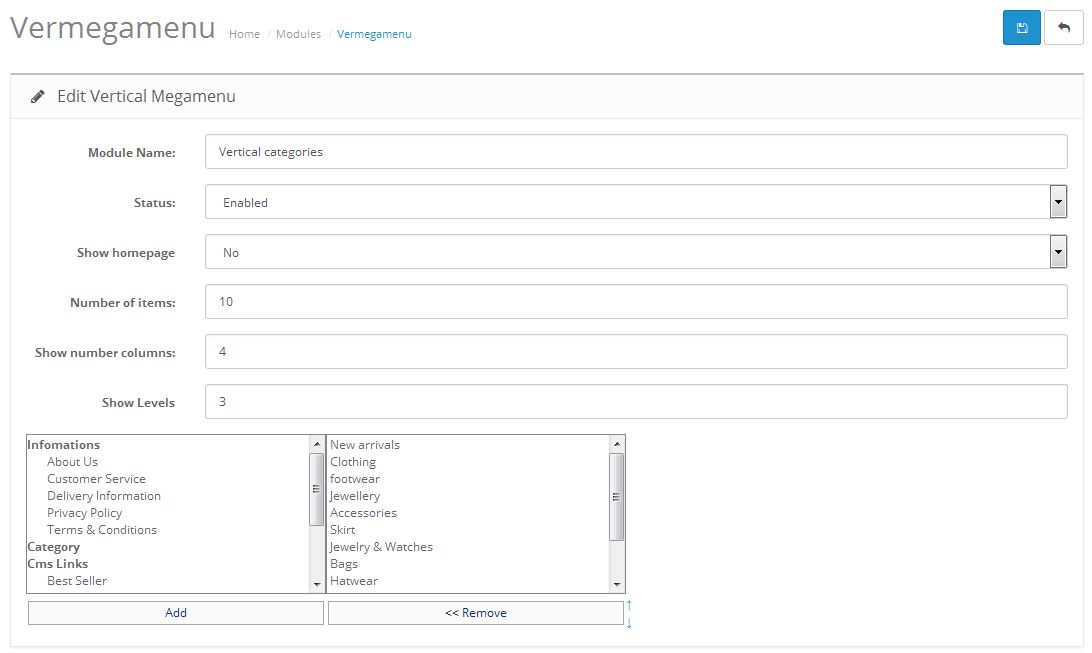 Vermegamenu
Home / Modules / Vermegamenu
Edit Vertical Megamenu
Module Name: Vertical categories
Status: Enabled
Show homepage No
Number of items: 10
Show number columns: 4
Show Levels 3
Infomations
About Us
Customer Service
Delivery Information
Privacy Policy
Terms & Conditions
Category
Cms Links
Best Seller
New arrivals
Clothing
footwear
Jewellery
Accessories
Skirt
Jewelry & Watches
Bags
Hatwear
Add
<< Remove
↑
↓